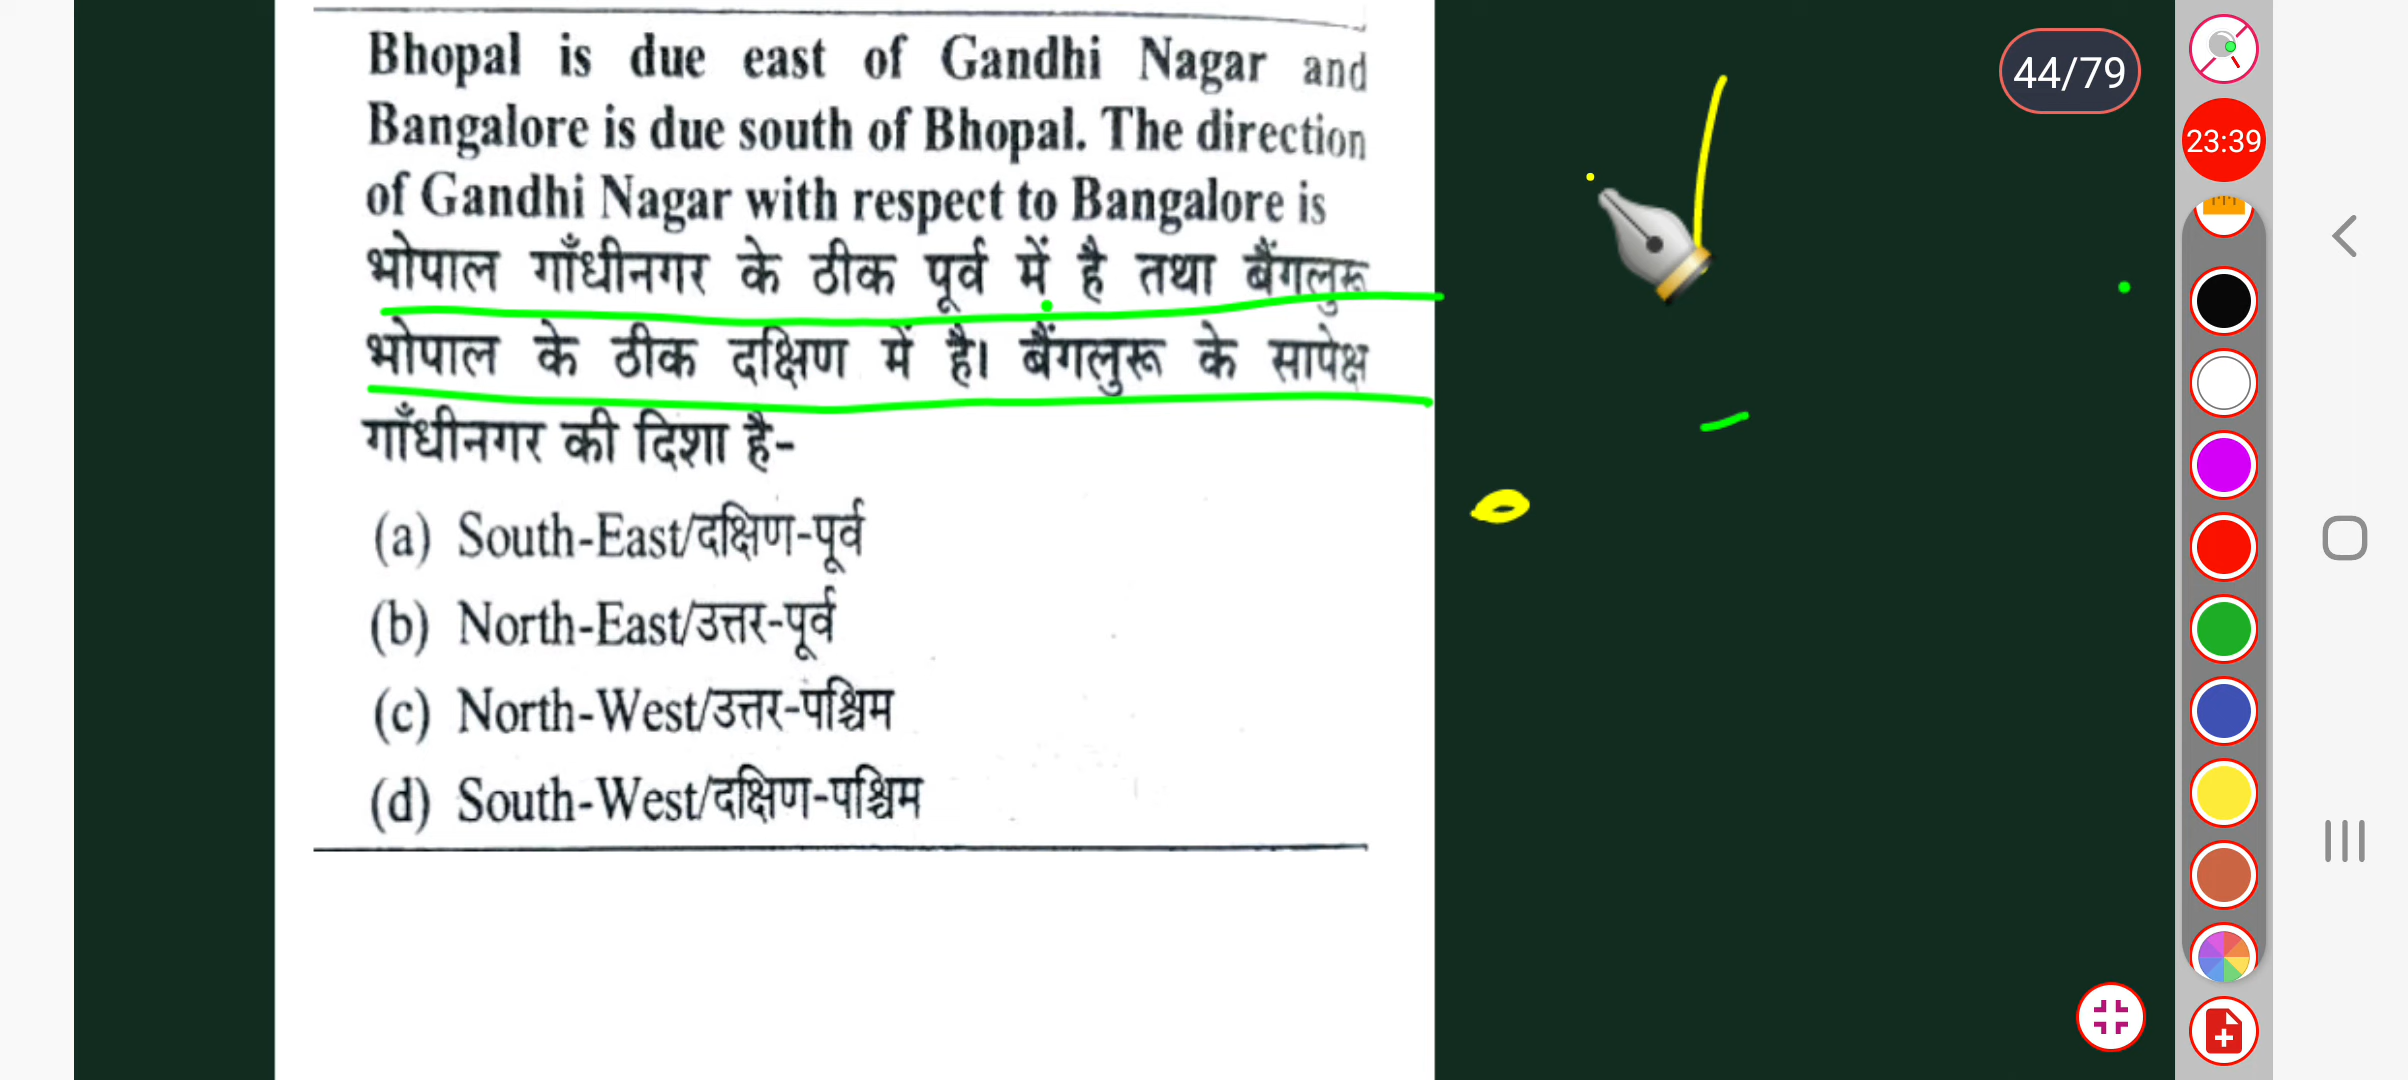 Bhopal is due east of Gandhi Nagar and
Bangalore is due south of Bhopal. The direction
of Gandhi Nagar with respect to Bangalore is
भोपाल गाँधीनगर के ठीक पूर्व में है तथा बैंगलुरू
भोपाल के ठीक दक्षिण में है। बैंगलुरू के सापेक्ष
गाँधीनगर की दिशा है-
(a) South-East/दक्षिण-पूर्व
(b) North-East/उत्तर-पूर्व
(c) North-West/उत्तर-पश्चिम
(d) South-West/दक्षिण-पश्चिम
44/79
23:39